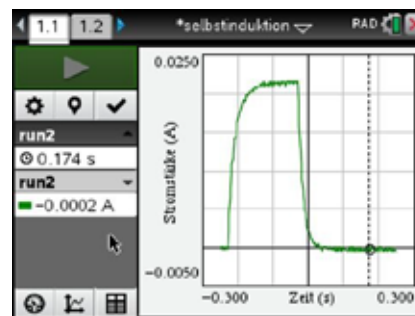 1.1 1.2 *selbstinduktion RAD
run2
0.174 s
run2
-0.0002 A
0.0250
Stromstärke (A)
-0.0050
-0.300 Zeit (s) 0.300